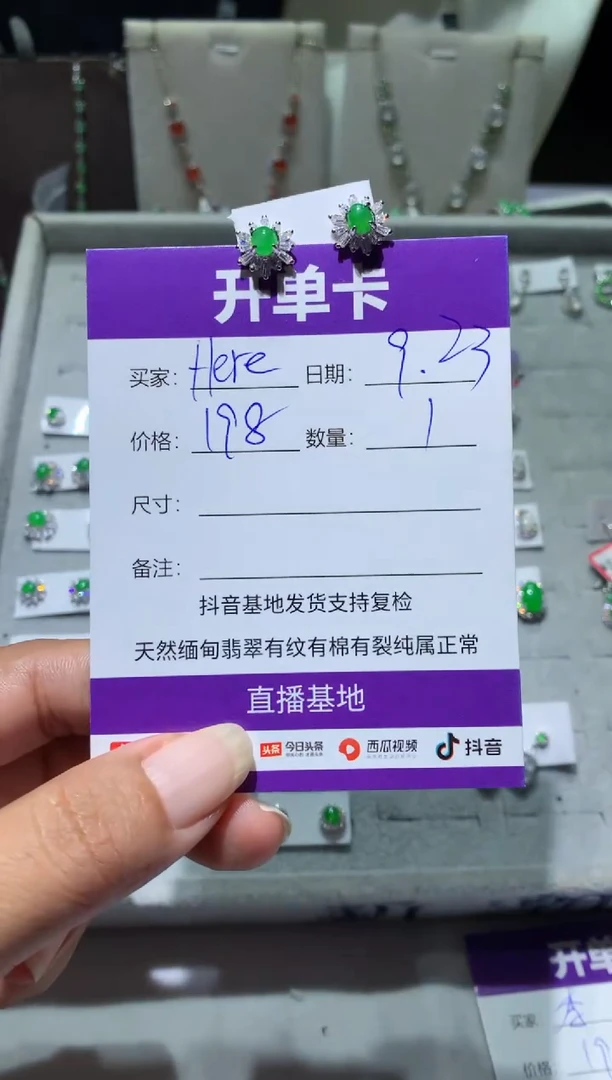 开单卡
买家: Here 日期: 9.23
价格: 198 数量: 1
尺寸:
备注:
抖音基地发货支持复检
天然缅甸翡翠有纹有棉有裂纯属正常
直播基地
头条 今日头条 西瓜视频 抖音
开单
买家
价格: